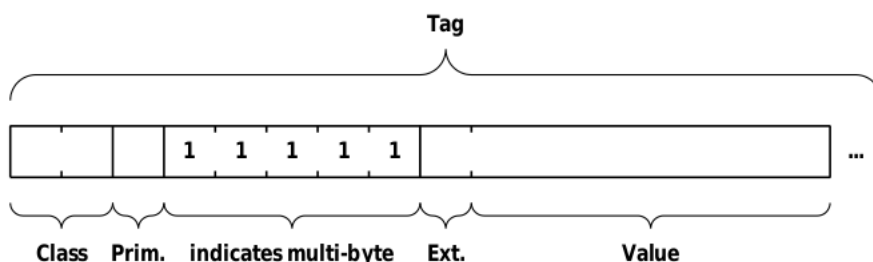 Tag
1 1 1 1 1 ...
Class Prim. indicates multi-byte Ext. Value